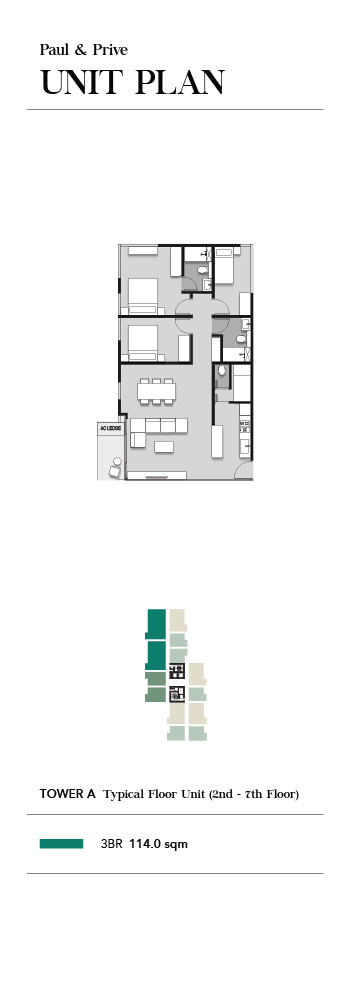 Paul & Prive
UNIT PLAN
AC LEDGE
TOWER A Typical Floor Unit (2nd - 7th Floor)
3BR 114.0 sqm